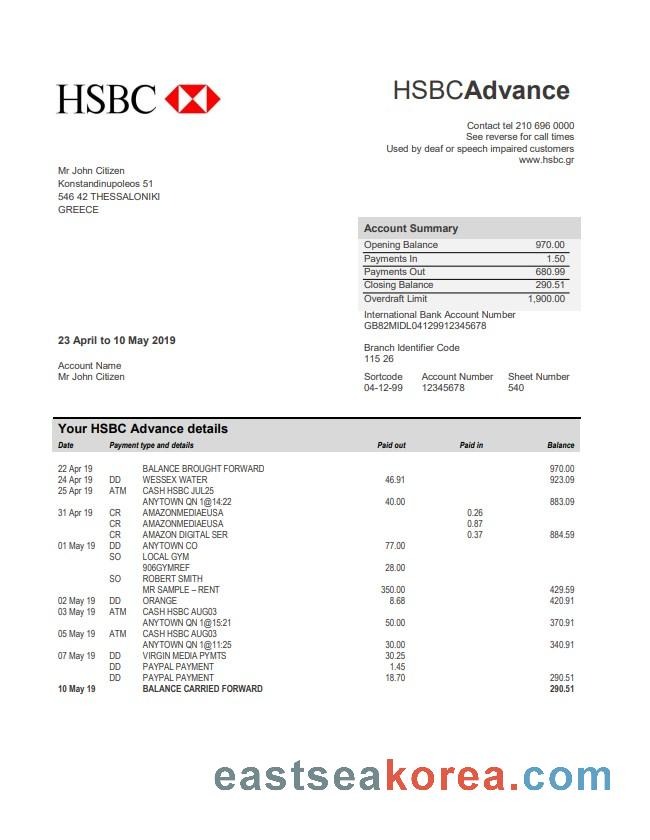 HSBC
HSBCAdvance
Contact tel 210 696 0000
See reverse for call times
Used by deaf or speech impaired customers
www.hsbc.gr
Mr John Citizen
Konstandinupoleos 51
546 42 THESSALONIKI
GREECE
Account Summary
Opening Balance 970.00
Payments In 1.50
Payments Out 680.99
Closing Balance 290.51
Overdraft Limit 1,900.00
International Bank Account Number
GB82MIDL04129912345678
23 April to 10 May 2019
Branch Identifier Code
115 26
Account Name
Mr John Citizen
Sortcode Account Number Sheet Number
04-12-99 12345678 540
Your HSBC Advance details
Date Payment type and details Paid out Paid in Balance
22 Apr 19 BALANCE BROUGHT FORWARD 970.00
24 Apr 19 DD WESSEX WATER 46.91 923.09
25 Apr 19 ATM CASH HSBC JUL25
ANYTOWN QN 1@14:22 40.00 883.09
31 Apr 19 CR AMAZONMEDIAEUSA 0.26
CR AMAZONMEDIAEUSA 0.87
CR AMAZON DIGITAL SER 0.37 884.59
01 May 19 DD ANYTOWN CO 77.00
SO LOCAL GYM
906GYMREF 28.00
SO ROBERT SMITH
MR SAMPLE – RENT 350.00 429.59
02 May 19 DD ORANGE 8.68 420.91
03 May 19 ATM CASH HSBC AUG03
ANYTOWN QN 1@15:21 50.00 370.91
05 May 19 ATM CASH HSBC AUG03
ANYTOWN QN 1@11:25 30.00 340.91
07 May 19 DD VIRGIN MEDIA PYMTS 30.25
DD PAYPAL PAYMENT 1.45
DD PAYPAL PAYMENT 18.70 290.51
10 May 19 BALANCE CARRIED FORWARD 290.51
eastseakorea.com